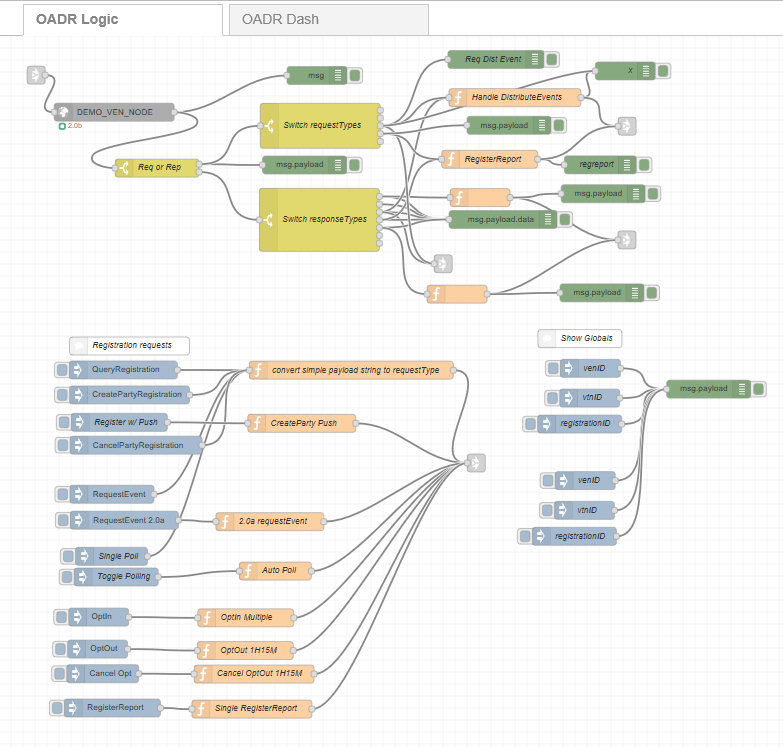 OADR Logic
OADR Dash
msg
Req Dist Event
X
DEMO_VEN_NODE
2.0b
Switch requestTypes
Handle DistributeEvents
msg.payload
Req or Rep
msg.payload
RegisterReport
regreport
Switch responseTypes
msg.payload
msg.payload.data
msg.payload
Registration requests
Show Globals
QueryRegistration
convert simple payload string to requestType
venID
CreatePartyRegistration
vtnID
msg.payload
Register w/ Push
CreateParty Push
registrationID
CancelPartyRegistration
venID
RequestEvent
vtnID
RequestEvent 2.0a
2.0a requestEvent
registrationID
Single Poll
Toggle Polling
Auto Poll
OptIn
OptIn Multiple
OptOut
OptOut 1H15M
Cancel Opt
Cancel OptOut 1H15M
RegisterReport
Single RegisterReport